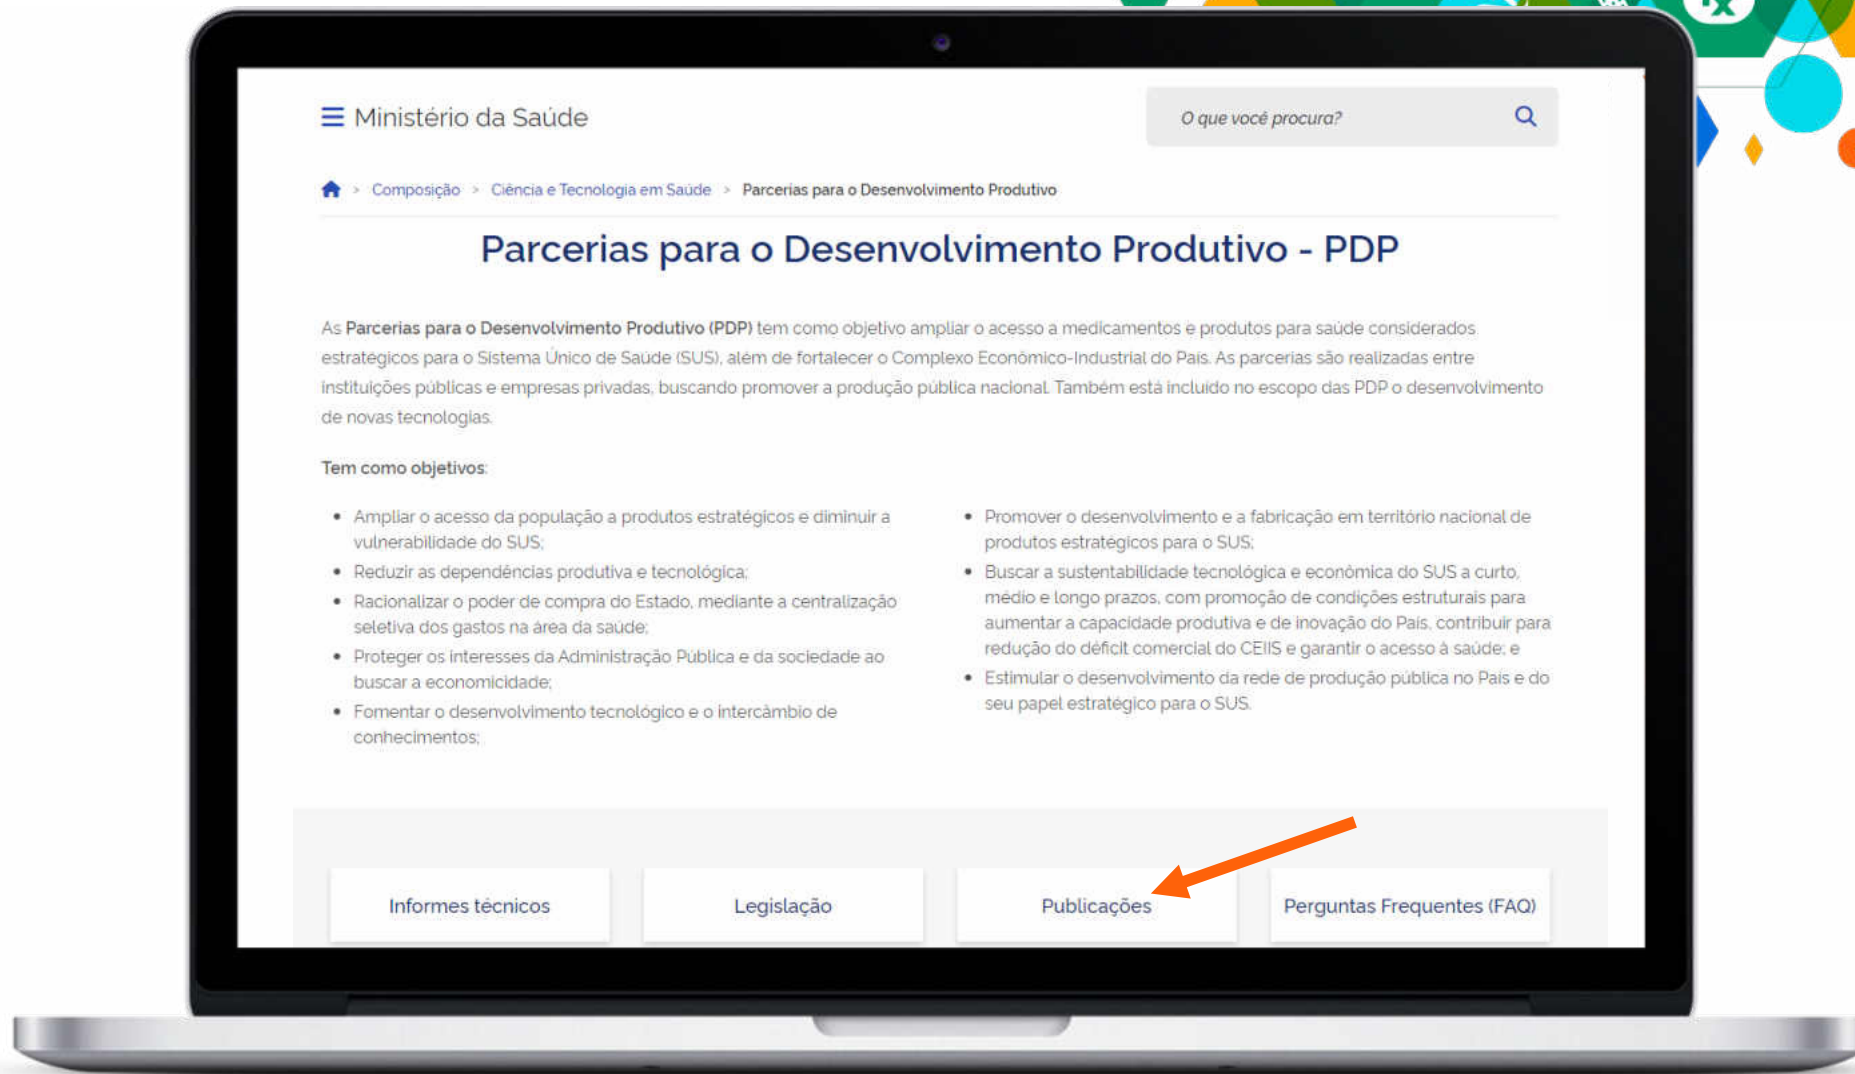 Ministério da Saúde
O que você procura?
> Composição > Ciência e Tecnologia em Saúde > Parcerias para o Desenvolvimento Produtivo
Parcerias para o Desenvolvimento Produtivo - PDP
As Parcerias para o Desenvolvimento Produtivo (PDP) tem como objetivo ampliar o acesso a medicamentos e produtos para saúde considerados
estratégicos para o Sistema Único de Saúde (SUS), além de fortalecer o Complexo Econômico-Industrial do País. As parcerias são realizadas entre
instituições públicas e empresas privadas, buscando promover a produção pública nacional. Também está incluído no escopo das PDP o desenvolvimento
de novas tecnologias.
Tem como objetivos:
• Ampliar o acesso da população a produtos estratégicos e diminuir a
vulnerabilidade do SUS;
• Reduzir as dependências produtiva e tecnológica;
• Racionalizar o poder de compra do Estado, mediante a centralização
seletiva dos gastos na área da saúde;
• Proteger os interesses da Administração Pública e da sociedade ao
buscar a economicidade;
• Fomentar o desenvolvimento tecnológico e o intercâmbio de
conhecimentos;
• Promover o desenvolvimento e a fabricação em território nacional de
produtos estratégicos para o SUS;
• Buscar a sustentabilidade tecnológica e econômica do SUS a curto,
médio e longo prazos, com promoção de condições estruturais para
aumentar a capacidade produtiva e de inovação do País, contribuir para
redução do déficit comercial do CEIIS e garantir o acesso à saúde; e
• Estimular o desenvolvimento da rede de produção pública no País e do
seu papel estratégico para o SUS.
Informes técnicos
Legislação
Publicações
Perguntas Frequentes (FAQ)